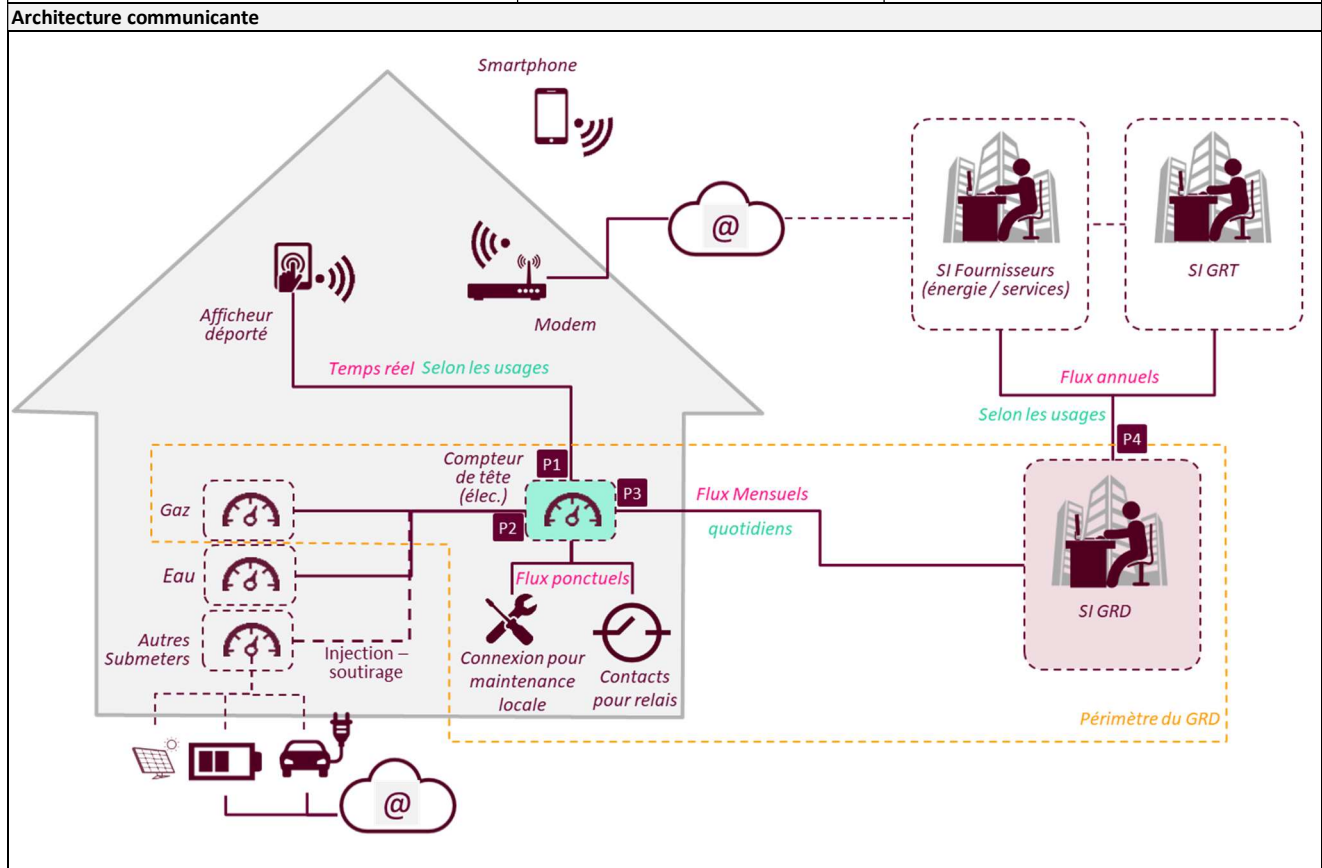 Architecture communicante
Smartphone
@
SI Fournisseurs
(énergie / services)
SI GRT
Afficheur
déporté
Modem
Temps réel Selon les usages
Flux annuels
Selon les usages
P4
Compteur
de tête
(élec.)
P1
P3
P2
Gaz
Flux Mensuels
quotidiens
Eau
Flux ponctuels
SI GRD
Autres
Submeters
Injection –
soutirage
Connexion pour
maintenance
locale
Contacts
pour relais
Périmètre du GRD
@